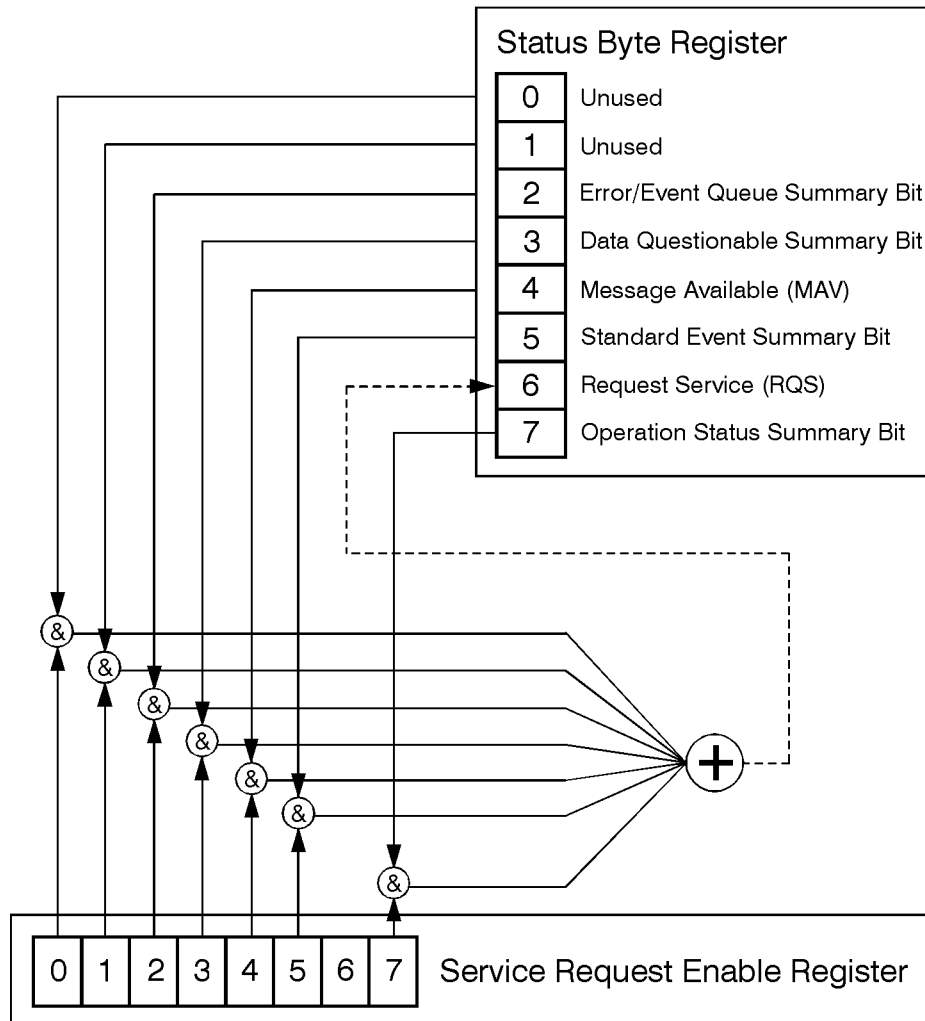 Status Byte Register
0 Unused
1 Unused
2 Error/Event Queue Summary Bit
3 Data Questionable Summary Bit
4 Message Available (MAV)
5 Standard Event Summary Bit
6 Request Service (RQS)
7 Operation Status Summary Bit
&
&
&
&
&
&
&
+
0 1 2 3 4 5 6 7 Service Request Enable Register